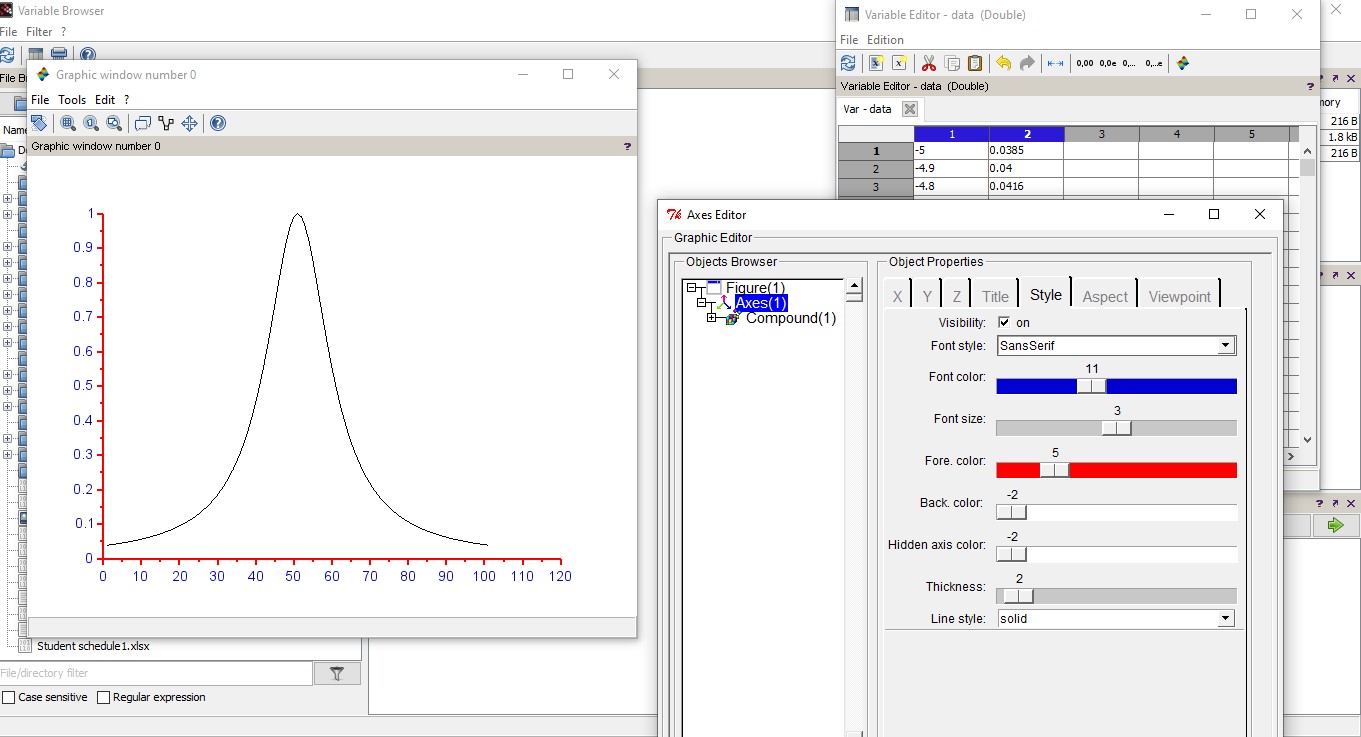 Variable Browser
File Filter ?
Graphic window number 0
File Tools Edit ?
Graphic window number 0 ?
1
0.9
0.8
0.7
0.6
0.5
0.4
0.3
0.2
0.1
0
0 10 20 30 40 50 60 70 80 90 100 110 120
Student schedule1.xlsx
File/directory filter
Case sensitive Regular expression
Variable Editor - data (Double)
File Edition
0,00 0,0e 0,... 0,...e
Variable Editor - data (Double) ?
Var - data
1 2 3 4 5
1 -5 0.0385
2 -4.9 0.04
3 -4.8 0.0416
216 B
1.8 kB
216 B
Axes Editor
Graphic Editor
Objects Browser
Figure(1)
Axes(1)
Compound(1)
Object Properties
X Y Z Title Style Aspect Viewpoint
Visibility: on
Font style: SansSerif
Font color: 11
Font size: 3
Fore. color: 5
Back. color: -2
Hidden axis color: -2
Thickness: 2
Line style: solid